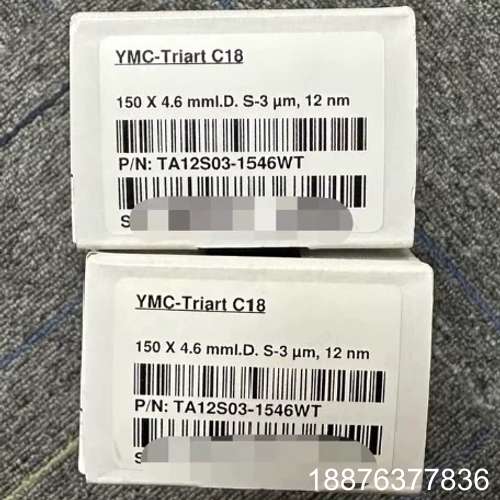 YMC-Triart C18
150 X 4.6 mmI.D. S-3 µm, 12 nm
P/N: TA12S03-1546WT
S
YMC-Triart C18
150 X 4.6 mmI.D. S-3 µm, 12 nm
P/N: TA12S03-1546WT
S
18876377836